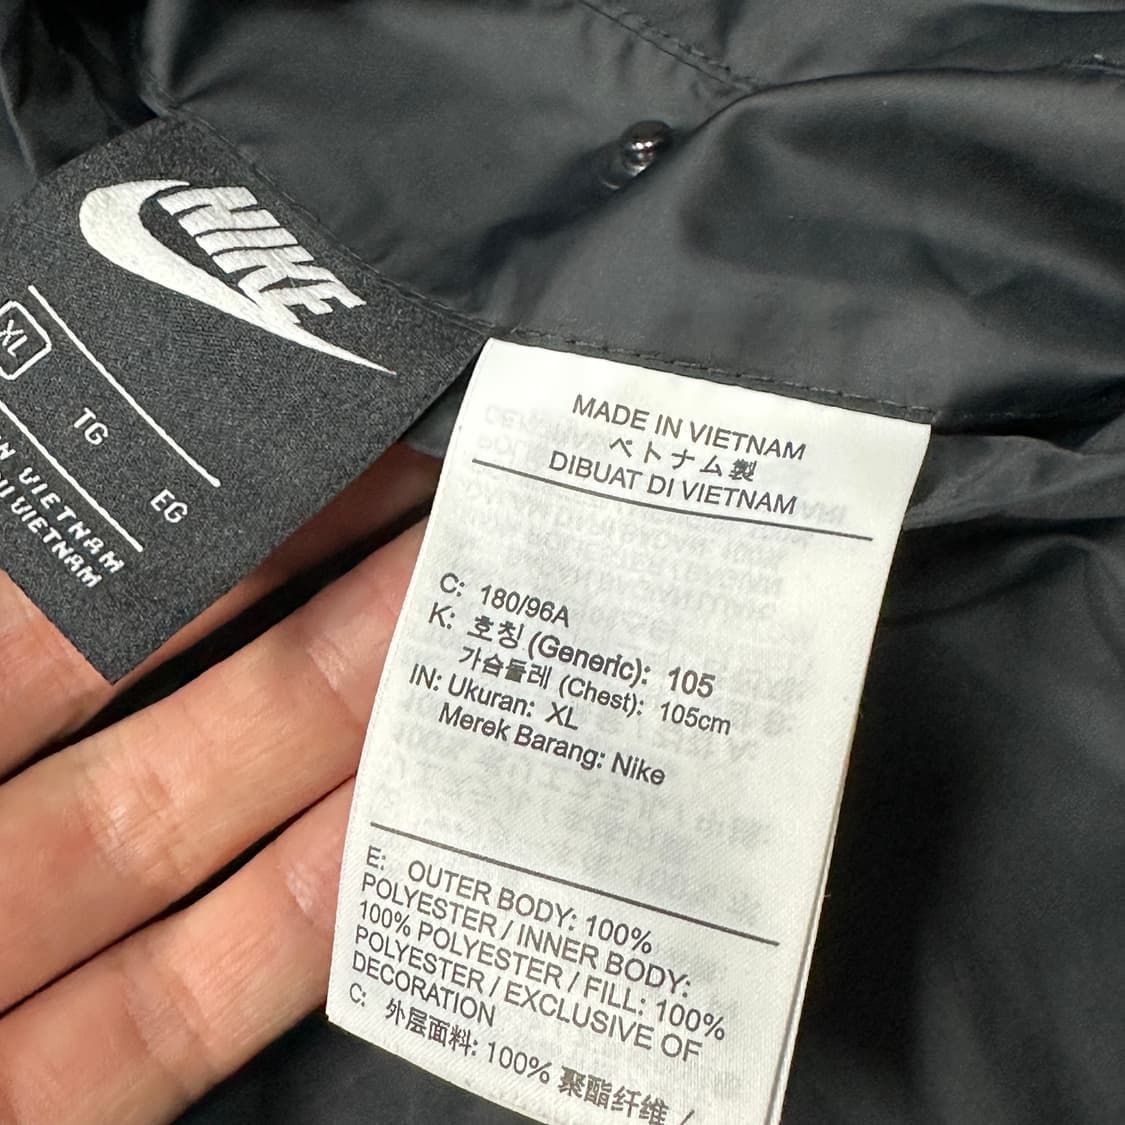 NIKE
XL
TG
EG
VIETNAM
VIETNAM
MADE IN VIETNAM
ベトナム製
DIBUAT DI VIETNAM
C: 180/96A
K: 호칭 (Generic): 105
가슴둘레 (Chest): 105cm
IN: Ukuran: XL
Merek Barang: Nike
E: OUTER BODY: 100%
POLYESTER / INNER BODY:
100% POLYESTER / FILL: 100%
POLYESTER / EXCLUSIVE OF
DECORATION
C: 外层面料: 100% 聚酯纤维 /